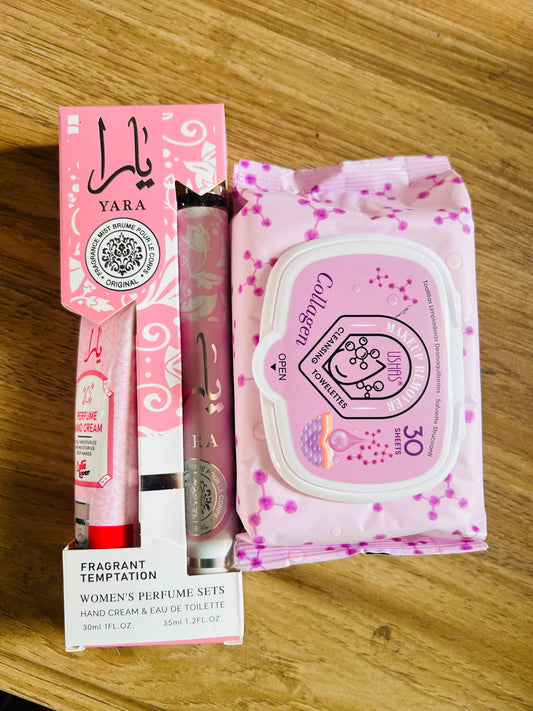 يارا
YARA
FRAGRANCE MIST BRUME POUR LE CORPS
• ORIGINAL •
يارا
PERFUME
HAND CREAM
يارا
FRAGRANT
TEMPTATION
WOMEN'S PERFUME SETS
HAND CREAM & EAU DE TOILETTE
30ml 1FL.OZ.
35ml 1.2FL.OZ.
Collagen
OPEN
USHAS
MAKEUP REMOVER
CLEANSING TOWELETTES
30
SHEETS